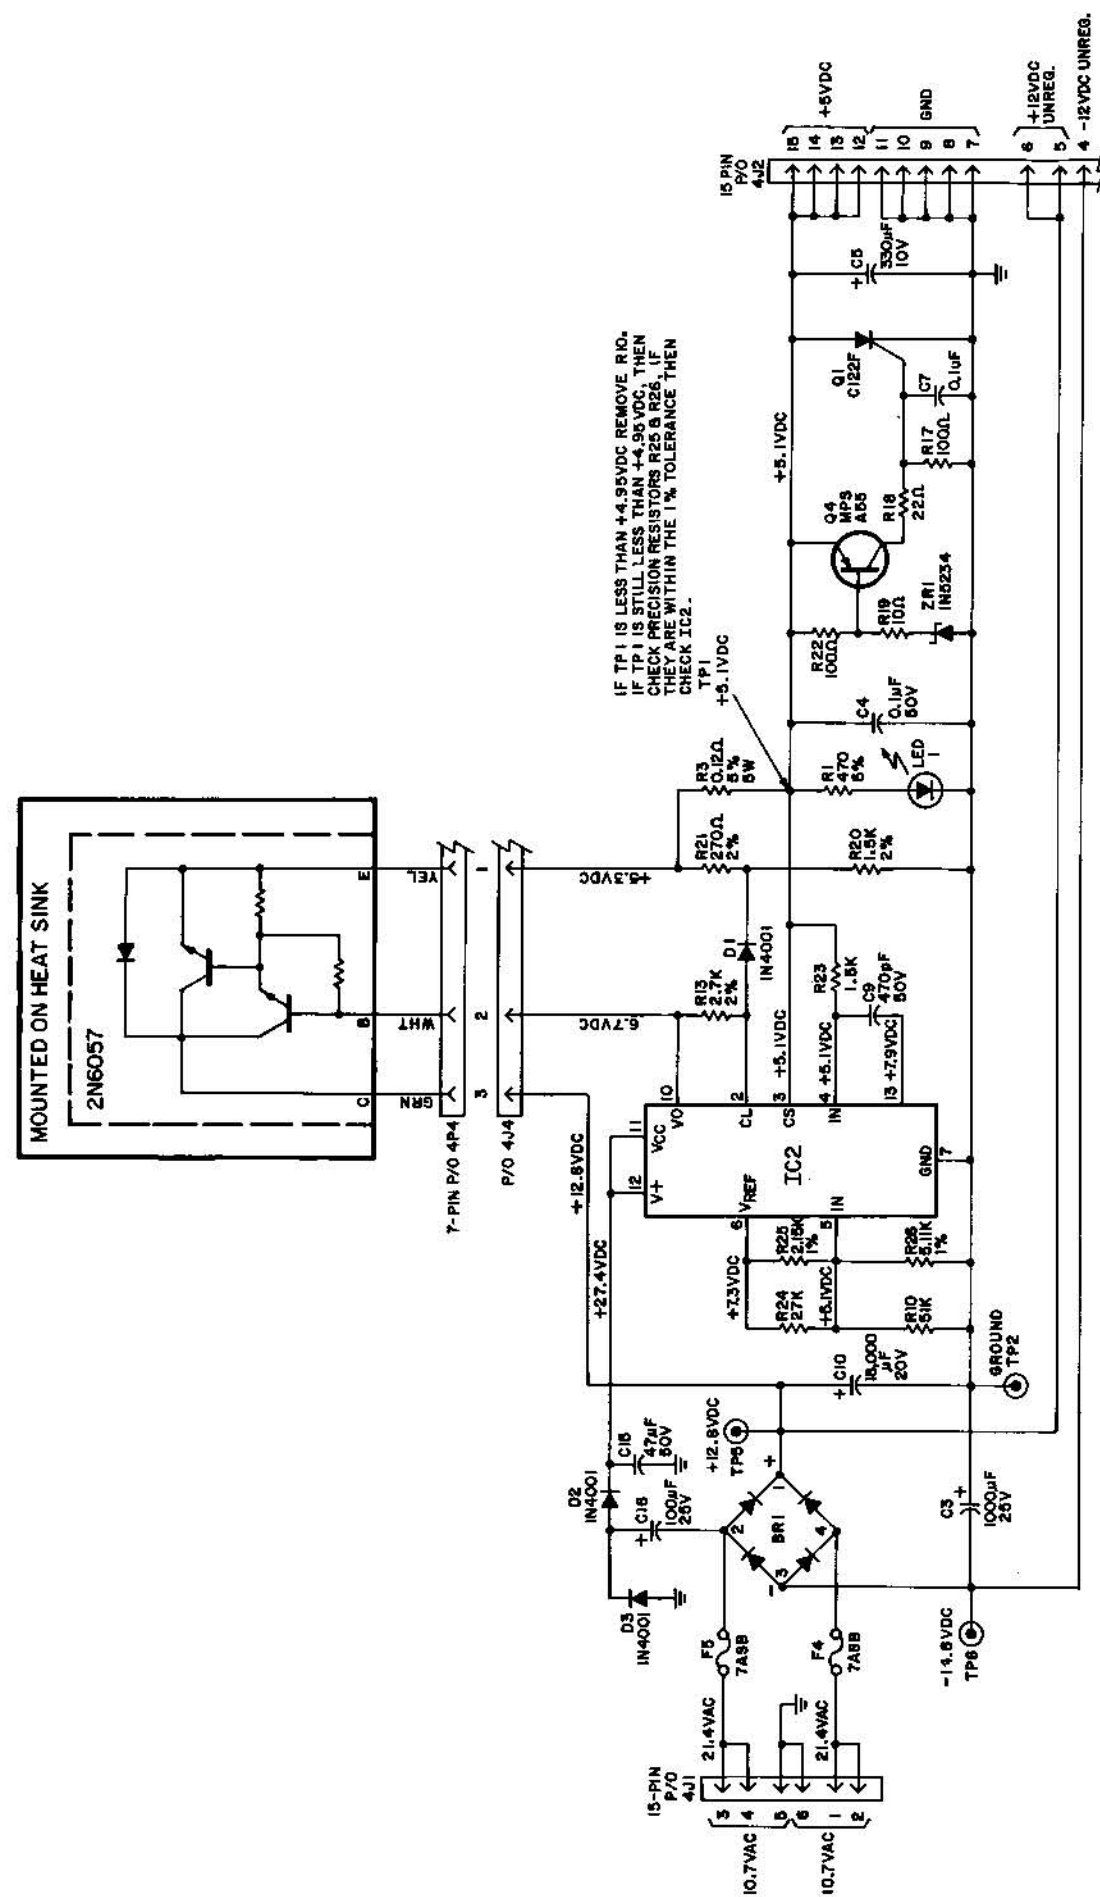 MOUNTED ON HEAT SINK
2N6057
C
B
E
GRN
WHT
YEL
7-PIN P/O 4P4
3
2
1
P/O 4J4
+12.8VDC
6.7VDC
+5.3VDC
+27.4VDC
IF TP1 IS LESS THAN +4.95VDC REMOVE R10.
IF TP1 IS STILL LESS THAN +4.95VDC, THEN
CHECK PRECISION RESISTORS R25 & R26, IF
THEY ARE WITHIN THE 1% TOLERANCE THEN
CHECK IC2.
TP1
+5.1VDC
D3
1N4001
D2
1N4001
C16
100µF
25V
C15
47µF
50V
12
V+
11
VCC
10
VO
6
VREF
CL
2
CS
3
IN
4
IN
5
13
GND
7
IC2
+7.3VDC
R25
2.15K
1%
R24
27K
+5.1VDC
R26
5.11K
1%
R10
51K
R13
2.7K
2%
D1
1N4001
+5.1VDC
R23
1.5K
+5.1VDC
C9
470pF
50V
+7.9VDC
R21
270Ω
2%
R3
0.12Ω
5%
5W
R20
1.5K
2%
R1
470
5%
LED
1
C4
0.1µF
50V
R22
100Ω
R19
10Ω
ZR1
1N5234
Q4
MPS
A55
R18
22Ω
R17
100Ω
C7
0.1µF
Q1
C122F
+5.1VDC
+ C5
330µF
10V
15 PIN
P/O
4J2
15
14
13
12
+5VDC
11
10
9
8
7
GND
6
5
+12VDC
UNREG.
4 -12VDC UNREG.
15-PIN
P/O
4J1
3
4
5
6
1
2
10.7VAC
10.7VAC
21.4VAC
21.4VAC
F5
7ASB
F4
7ASB
BR1
1
2
3
4
+
-
+12.8VDC
TP5
+ C10
µF
20V
GROUND
TP2
C3 +
1000µF
25V
-14.6VDC
TP6